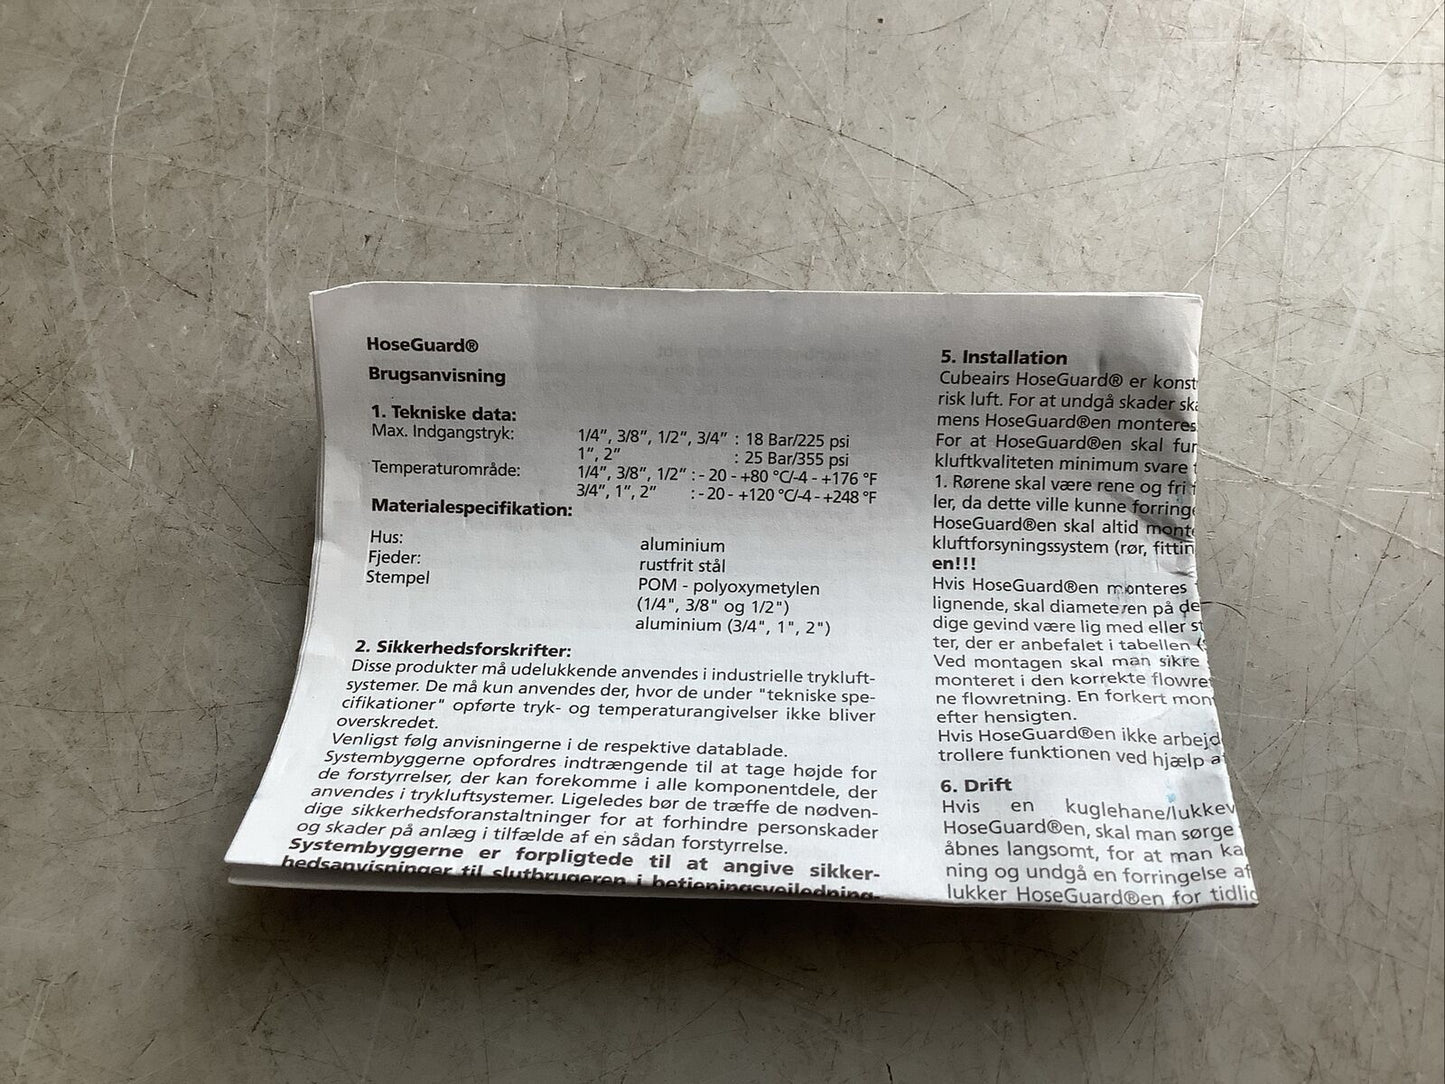 HoseGuard®
Brugsanvisning
1. Tekniske data:
Max. Indgangstryk: 1/4”, 3/8”, 1/2”, 3/4” : 18 Bar/225 psi
1”, 2” : 25 Bar/355 psi
Temperaturområde: 1/4”, 3/8”, 1/2” : - 20 - +80 °C/-4 - +176 °F
3/4”, 1”, 2” : - 20 - +120 °C/-4 - +248 °F
Materialespecifikation:
Hus: aluminium
Fjeder: rustfrit stål
Stempel POM - polyoxymetylen
(1/4", 3/8" og 1/2")
aluminium (3/4", 1", 2")
2. Sikkerhedsforskrifter:
Disse produkter må udelukkende anvendes i industrielle trykluft-
systemer. De må kun anvendes der, hvor de under "tekniske spe-
cifikationer" opførte tryk- og temperaturangivelser ikke bliver
overskredet.
Venligst følg anvisningerne i de respektive datablade.
Systembyggerne opfordres indtrængende til at tage højde for
de forstyrrelser, der kan forekomme i alle komponentdele, der
anvendes i trykluftsystemer. Ligeledes bør de træffe de nødven-
dige sikkerhedsforanstaltninger for at forhindre personskader
og skader på anlæg i tilfælde af en sådan forstyrrelse.
Systembyggerne er forpligtede til at angive sikker-
hedsanvisninger til slutbrugeren i betjeningsvejledning-
5. Installation
Cubeairs HoseGuard® er konst
risk luft. For at undgå skader ska
mens HoseGuard®en monteres
For at HoseGuard®en skal fun
kluftkvaliteten minimum svare
1. Rørene skal være rene og fri
ler, da dette ville kunne forringe
HoseGuard®en skal altid monte
kluftforsyningssystem (rør, fittin
en!!!
Hvis HoseGuard®en monteres
lignende, skal diameteren på de
dige gevind være lig med eller st
ter, der er anbefalet i tabellen
Ved montagen skal man sikre
monteret i den korrekte flowre
ne flowretning. En forkert mon
efter hensigten.
Hvis HoseGuard®en ikke arbejd
trollere funktionen ved hjælp a
6. Drift
Hvis en kuglehane/lukkev
HoseGuard®en, skal man sørge
åbnes langsomt, for at man ka
ning og undgå en forringelse af
lukker HoseGuard®en for tidlig